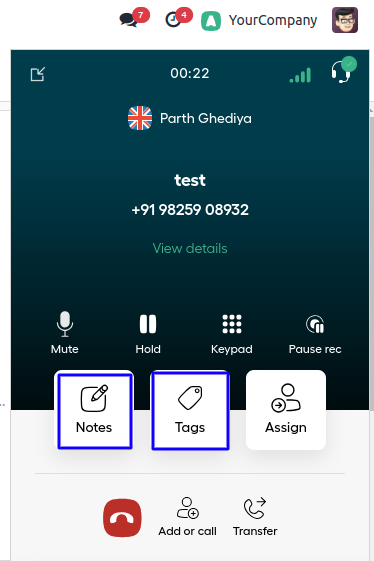 7
4
YourCompany
00:22
Parth Ghediya
test
+91 98259 08932
View details
Mute Hold Keypad Pause rec
Notes Tags Assign
Add or call Transfer